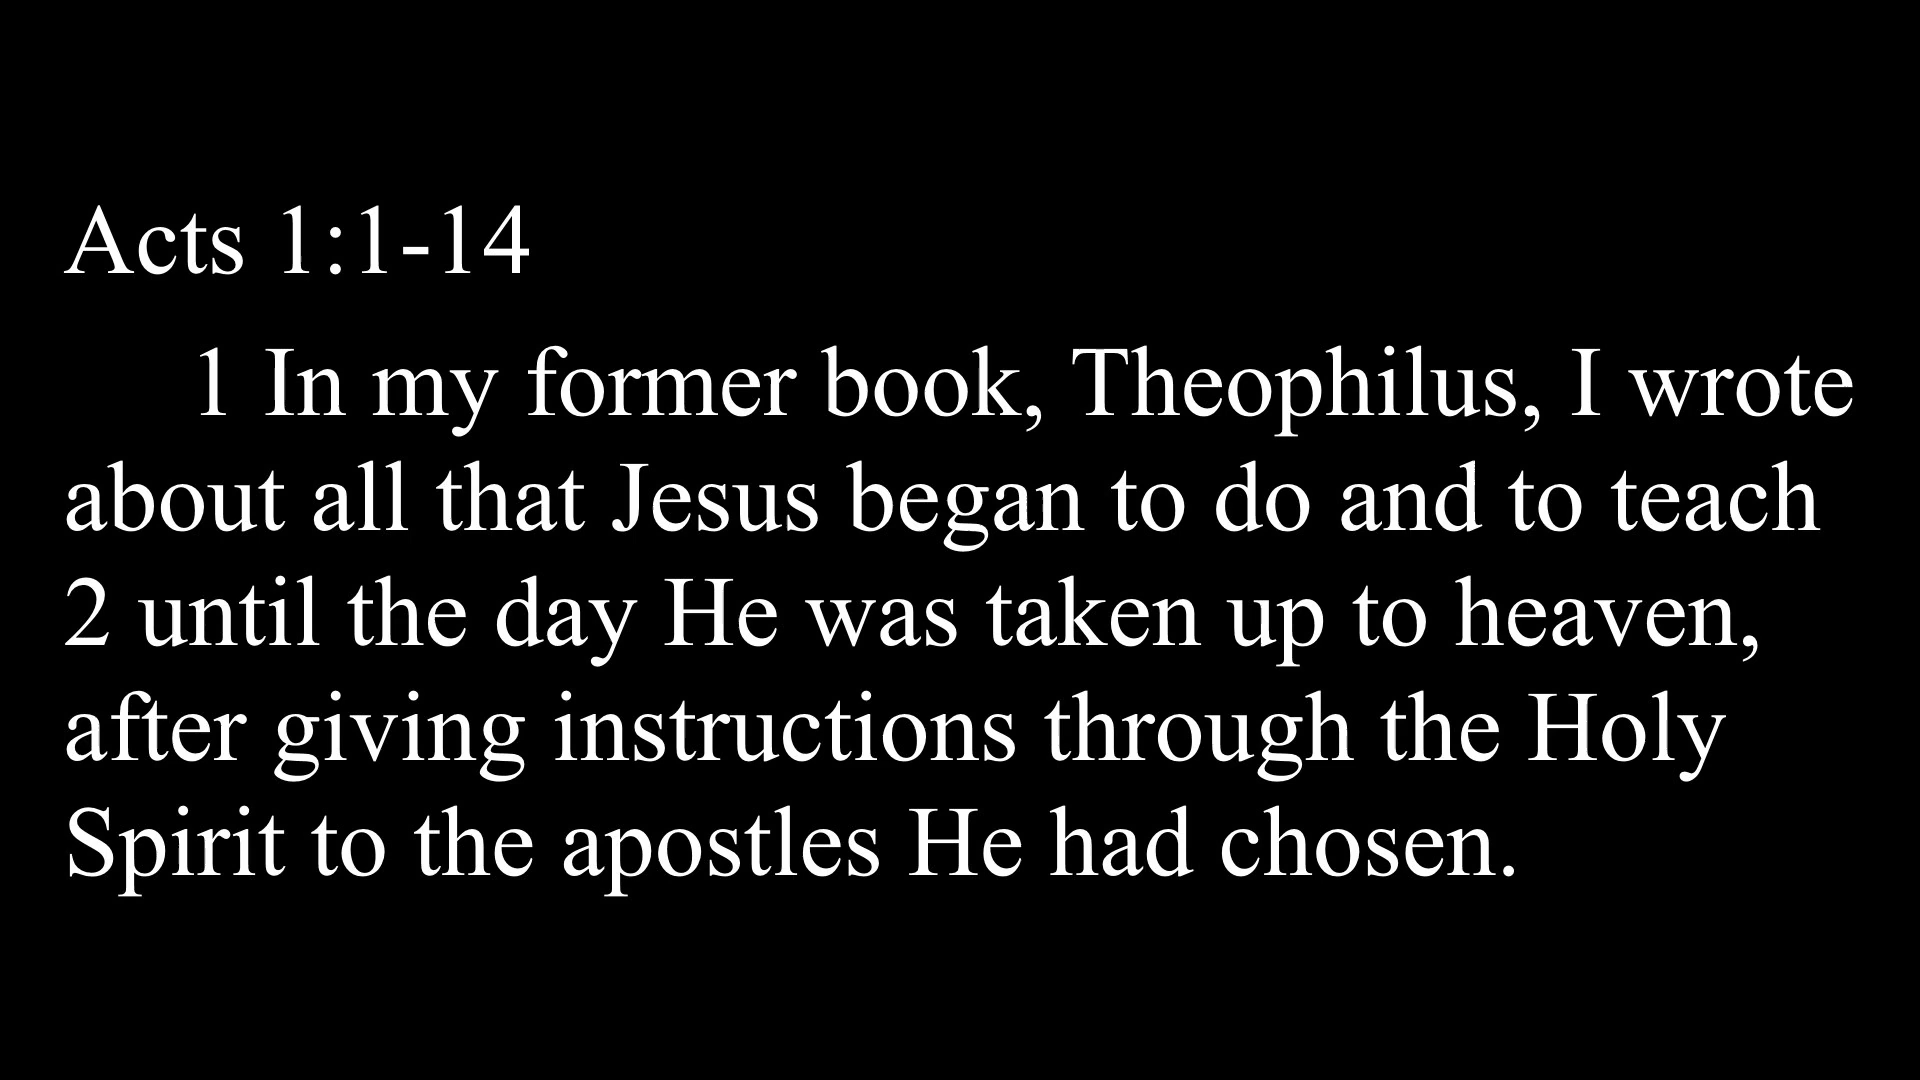 Acts 1:1-14
1 In my former book, Theophilus, I wrote
about all that Jesus began to do and to teach
2 until the day He was taken up to heaven,
after giving instructions through the Holy
Spirit to the apostles He had chosen.